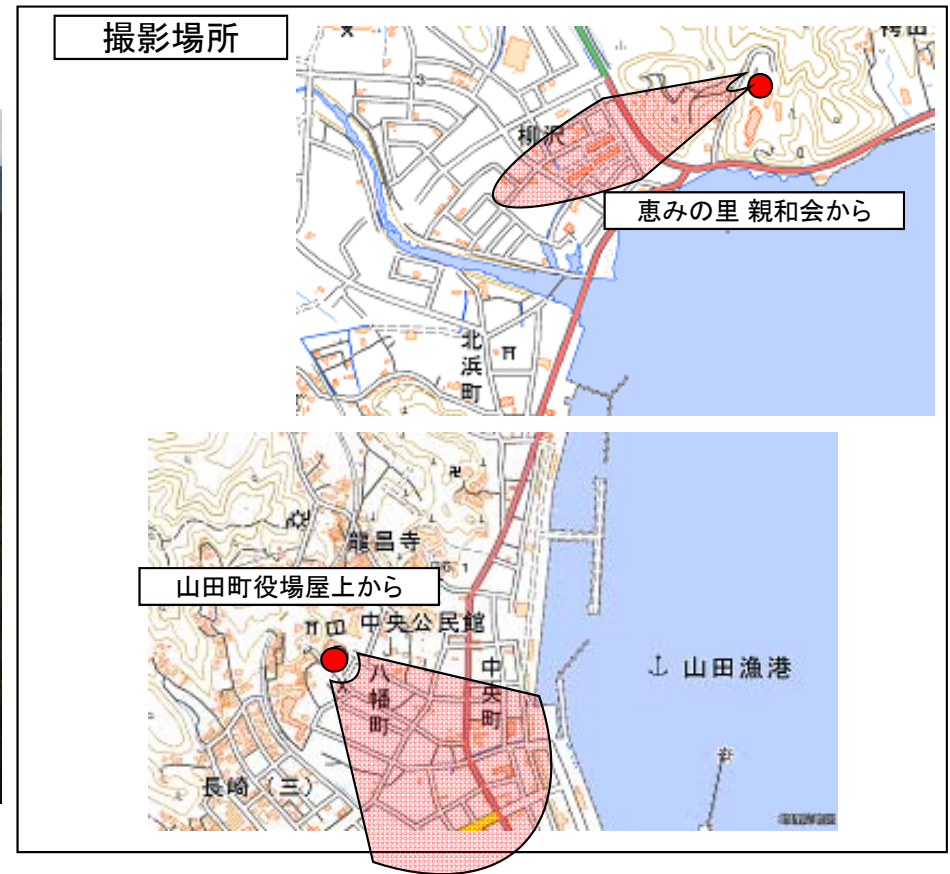 撮影場所
柳沢
恵みの里 親和会から
北浜町
龍昌寺
山田町役場屋上から
中央公民館
八幡町
中央町
山田漁港
長崎(三)